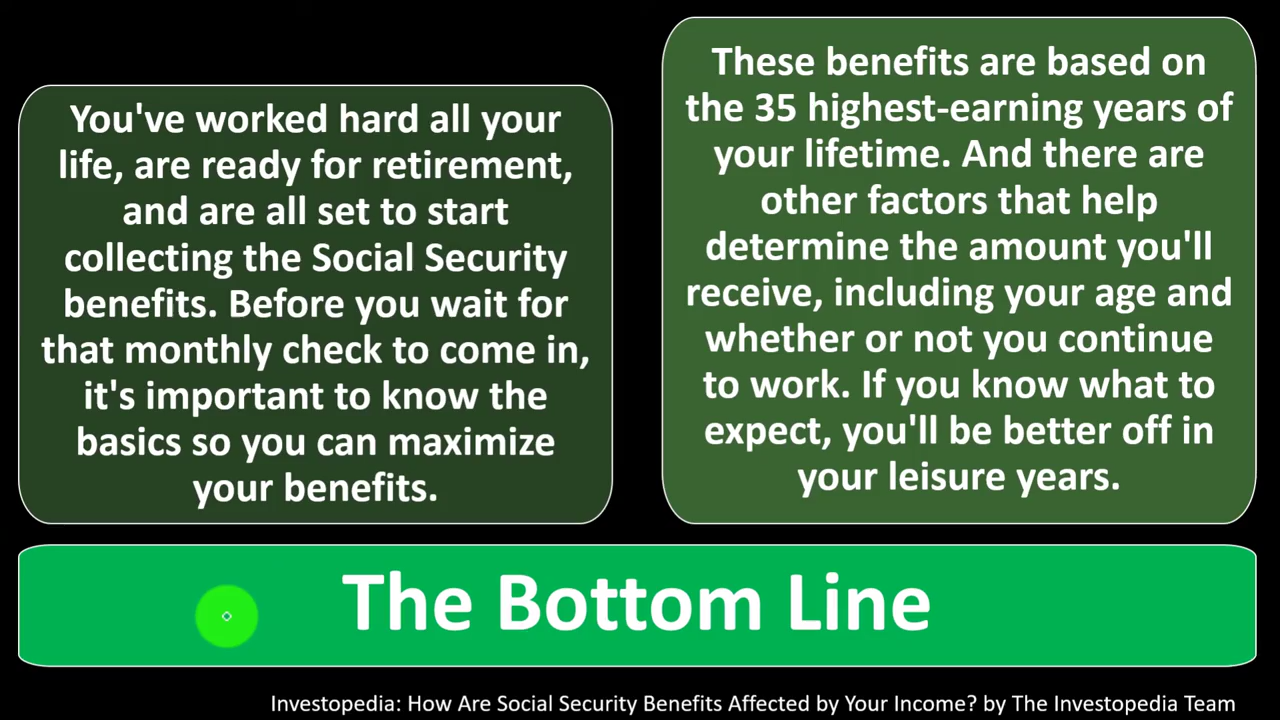 You've worked hard all your
life, are ready for retirement,
and are all set to start
collecting the Social Security
benefits. Before you wait for
that monthly check to come in,
it's important to know the
basics so you can maximize
your benefits.
These benefits are based on
the 35 highest-earning years of
your lifetime. And there are
other factors that help
determine the amount you'll
receive, including your age and
whether or not you continue
to work. If you know what to
expect, you'll be better off in
your leisure years.
The Bottom Line
Investopedia: How Are Social Security Benefits Affected by Your Income? by The Investopedia Team